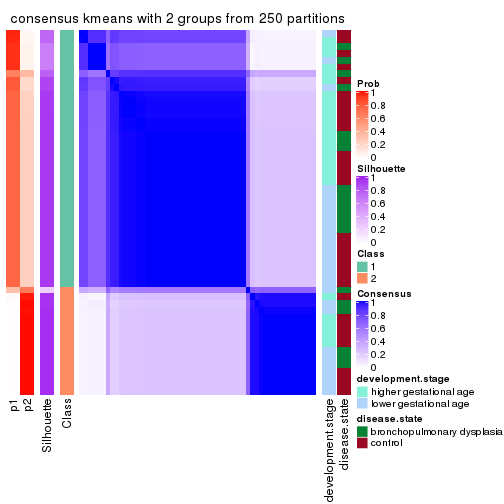 consensus kmeans with 2 groups from 250 partitions
Prob
1
0.8
0.6
0.4
0.2
0
Silhouette
1
0.8
0.6
0.4
0.2
0
Class
1
2
Consensus
1
0.8
0.6
0.4
0.2
0
development.stage
higher gestational age
lower gestational age
disease.state
bronchopulmonary dysplasia
control
p1
p2
Silhouette
Class
development.stage
disease.state